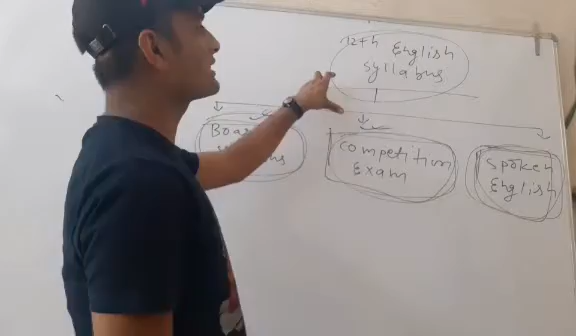 12th English
Syllabus
Competition
Exam
Spoken
English